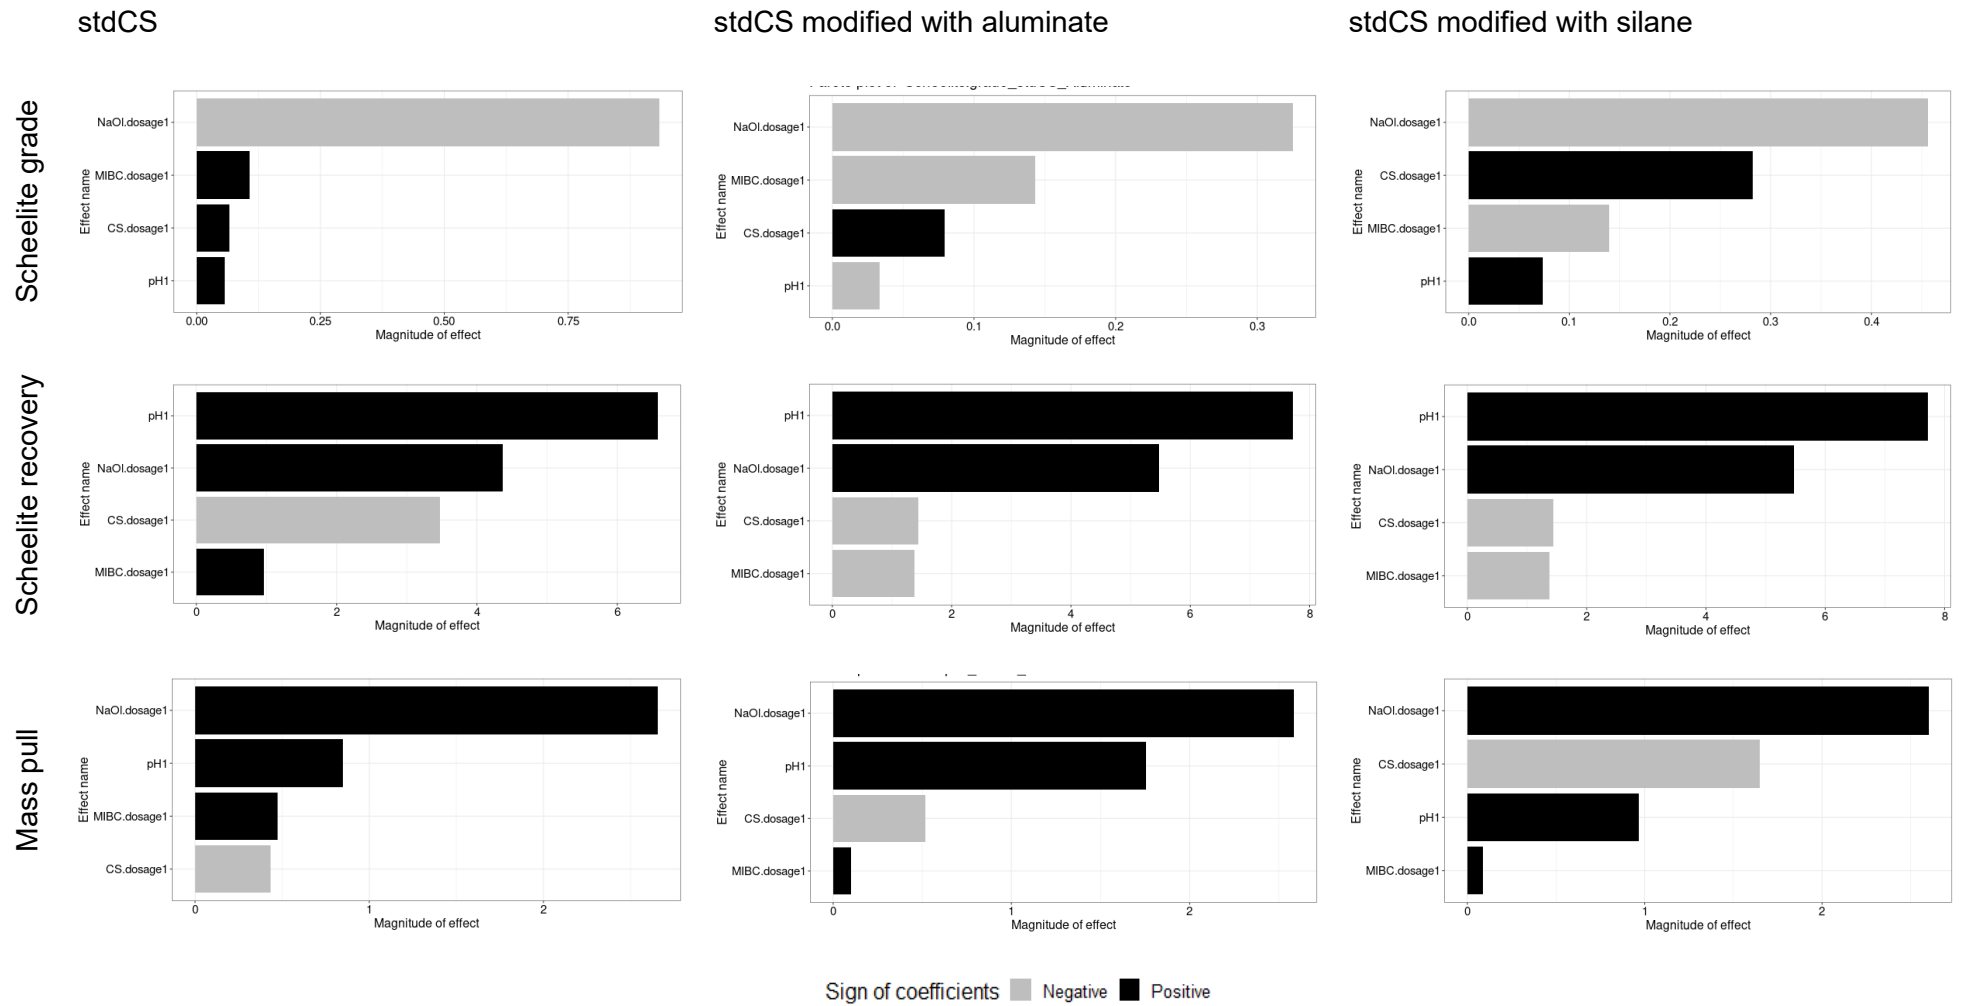 stdCS
stdCS modified with aluminate
stdCS modified with silane
Scheelite grade
Effect name
NaOl.dosage1
MIBC.dosage1
CS.dosage1
pH1
0.00 0.25 0.50 0.75
Magnitude of effect
Effect name
NaOl.dosage1
MIBC.dosage1
CS.dosage1
pH1
0.0 0.1 0.2 0.3
Magnitude of effect
Effect name
NaOl.dosage1
CS.dosage1
MIBC.dosage1
pH1
0.0 0.1 0.2 0.3 0.4
Magnitude of effect
Scheelite recovery
Effect name
pH1
NaOl.dosage1
CS.dosage1
MIBC.dosage1
0 2 4 6
Magnitude of effect
Effect name
pH1
NaOl.dosage1
CS.dosage1
MIBC.dosage1
0 2 4 6 8
Magnitude of effect
Effect name
pH1
NaOl.dosage1
CS.dosage1
MIBC.dosage1
0 2 4 6 8
Magnitude of effect
Mass pull
Effect name
NaOl.dosage1
pH1
MIBC.dosage1
CS.dosage1
0 1 2
Magnitude of effect
Effect name
NaOl.dosage1
pH1
CS.dosage1
MIBC.dosage1
0 1 2
Magnitude of effect
Effect name
NaOl.dosage1
CS.dosage1
pH1
MIBC.dosage1
0 1 2
Magnitude of effect
Sign of coefficients Negative Positive